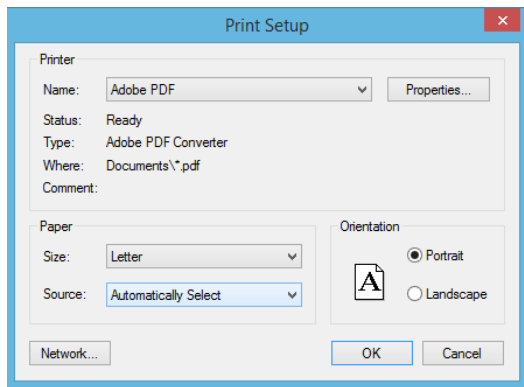 Print Setup
Printer
Name: Adobe PDF Properties...
Status: Ready
Type: Adobe PDF Converter
Where: Documents\*.pdf
Comment:
Paper
Size: Letter
Source: Automatically Select
Orientation
A
Portrait
Landscape
Network... OK Cancel